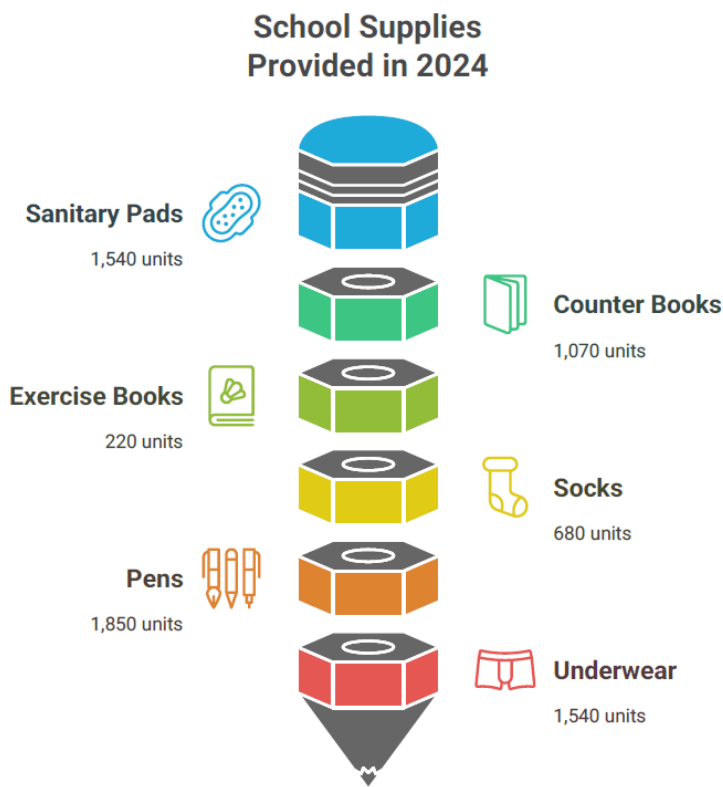 School Supplies
Provided in 2024
Sanitary Pads
1,540 units
Counter Books
1,070 units
Exercise Books
220 units
Socks
680 units
Pens
1,850 units
Underwear
1,540 units